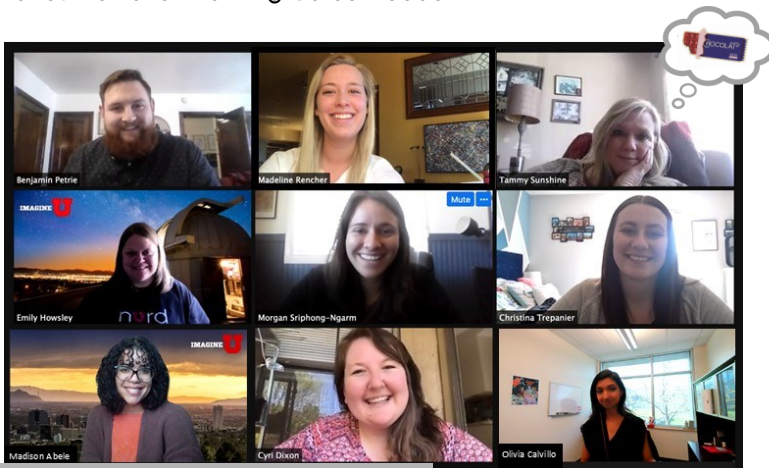 HOCOLATO
Benjamin Petrie
Madeline Rencher
Tammy Sunshine
IMAGINE U
Mute
Emily Howsley
nerd
Morgan Sriphong-Ngarm
Christina Trepanier
IMAGINE U
Madison Abele
Cyri Dixon
Olivia Calvillo